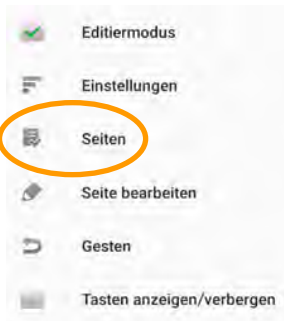 Editiermodus
Einstellungen
Seiten
Seite bearbeiten
Gesten
Tasten anzeigen/verbergen